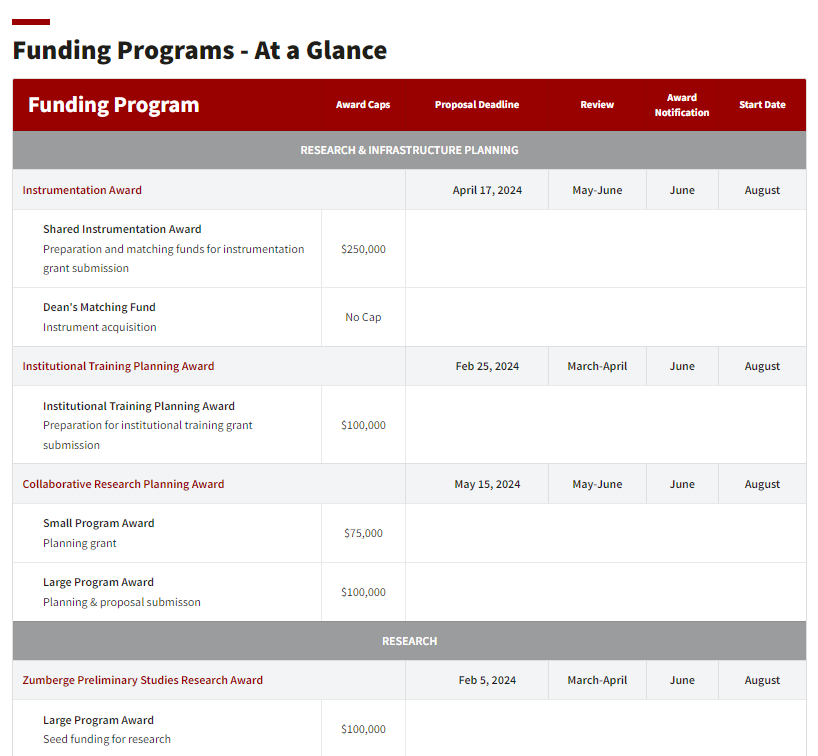 Funding Programs - At a Glance
Funding Program Award Caps Proposal Deadline Review Award Notification Start Date
RESEARCH & INFRASTRUCTURE PLANNING
Instrumentation Award April 17, 2024 May-June June August
Shared Instrumentation Award
Preparation and matching funds for instrumentation
grant submission
$250,000
Dean's Matching Fund
Instrument acquisition
No Cap
Institutional Training Planning Award Feb 25, 2024 March-April June August
Institutional Training Planning Award
Preparation for institutional training grant
submission
$100,000
Collaborative Research Planning Award May 15, 2024 May-June June August
Small Program Award
Planning grant
$75,000
Large Program Award
Planning & proposal submisson
$100,000
RESEARCH
Zumberge Preliminary Studies Research Award Feb 5, 2024 March-April June August
Large Program Award
Seed funding for research
$100,000